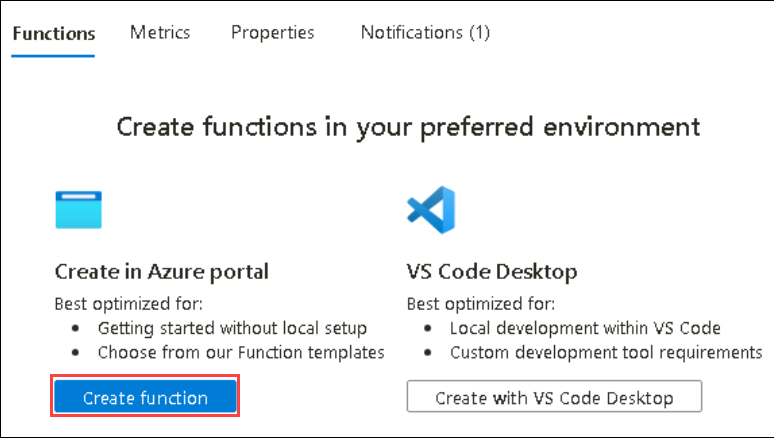 Functions Metrics Properties Notifications (1)
Create functions in your preferred environment
Create in Azure portal
Best optimized for:
• Getting started without local setup
• Choose from our Function templates
Create function
VS Code Desktop
Best optimized for:
• Local development within VS Code
• Custom development tool requirements
Create with VS Code Desktop